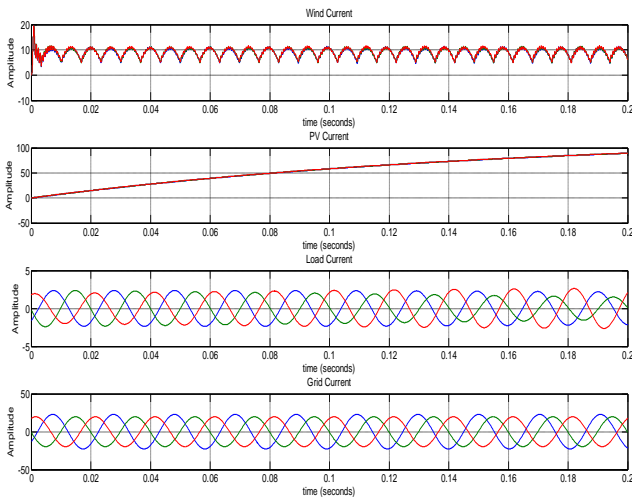 Wind Current
20
10
0
-10
Amplitude
0 0.02 0.04 0.06 0.08 0.1 0.12 0.14 0.16 0.18 0.2
time (seconds)
PV Current
100
50
0
-50
Amplitude
0 0.02 0.04 0.06 0.08 0.1 0.12 0.14 0.16 0.18 0.2
time (seconds)
Load Current
5
0
-5
Amplitude
0 0.02 0.04 0.06 0.08 0.1 0.12 0.14 0.16 0.18 0.2
time (seconds)
Grid Current
50
0
-50
Amplitude
0 0.02 0.04 0.06 0.08 0.1 0.12 0.14 0.16 0.18 0.2
time (seconds)